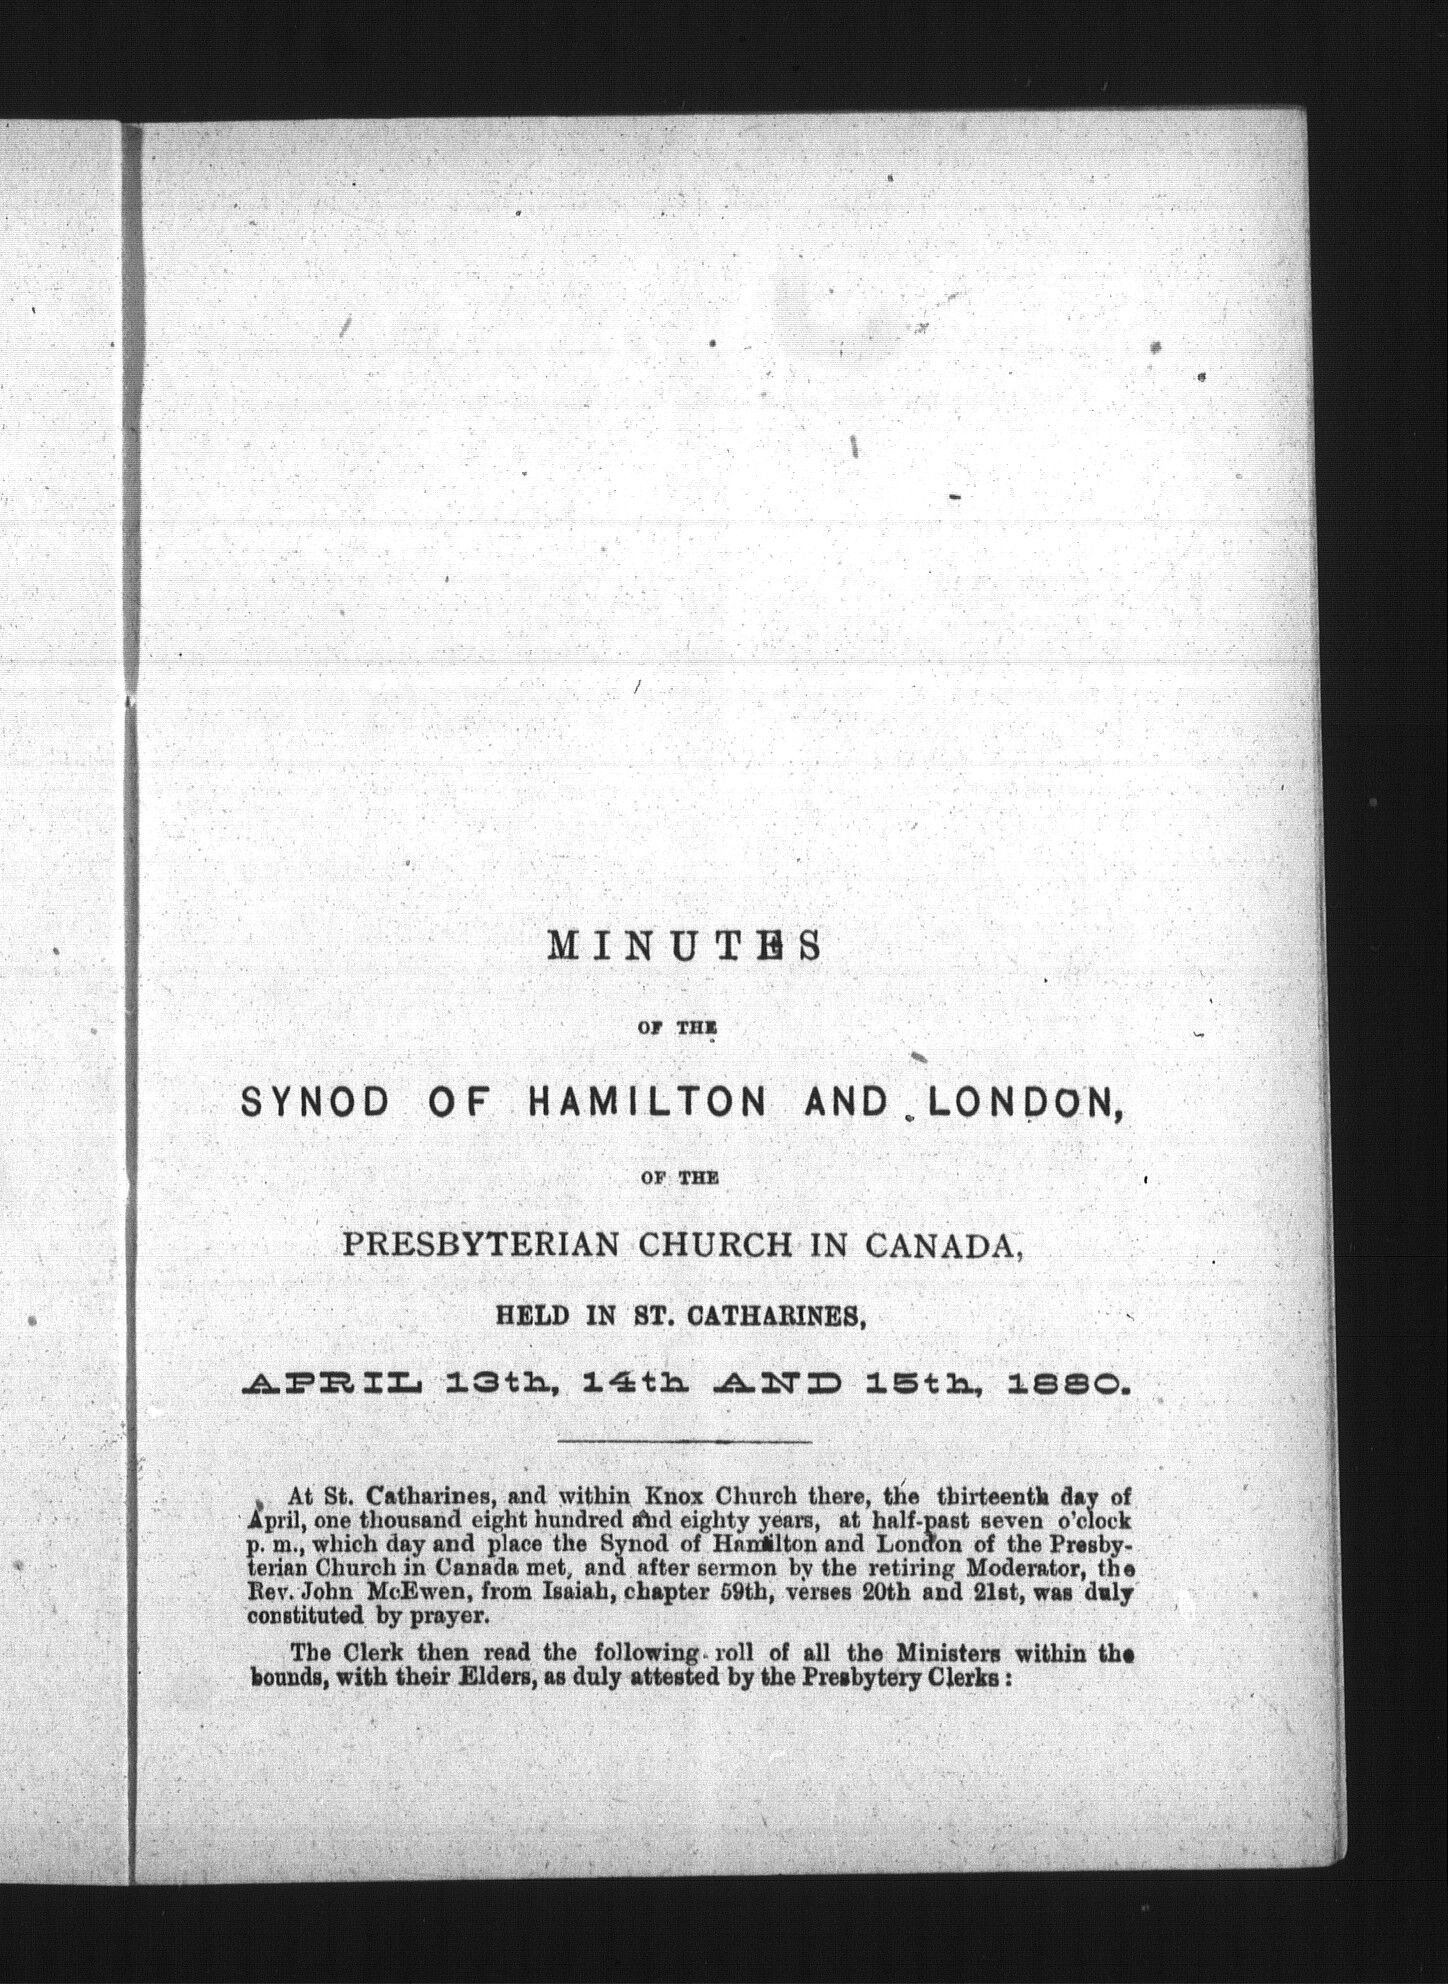 MINUTES
OF THE
SYNOD OF HAMILTON AND LONDON,
OF THE
PRESBYTERIAN CHURCH IN CANADA,
HELD IN ST. CATHARINES,
APRIL 13th, 14th AND 15th, 1880.
At St. Catharines, and within Knox Church there, the thirteenth day of
April, one thousand eight hundred and eighty years, at half-past seven o'clock
p. m., which day and place the Synod of Hamilton and London of the Presby-
terian Church in Canada met, and after sermon by the retiring Moderator, the
Rev. John McEwen, from Isaiah, chapter 59th, verses 20th and 21st, was duly
constituted by prayer.
The Clerk then read the following roll of all the Ministers within the
bounds, with their Elders, as duly attested by the Presbytery Clerks: